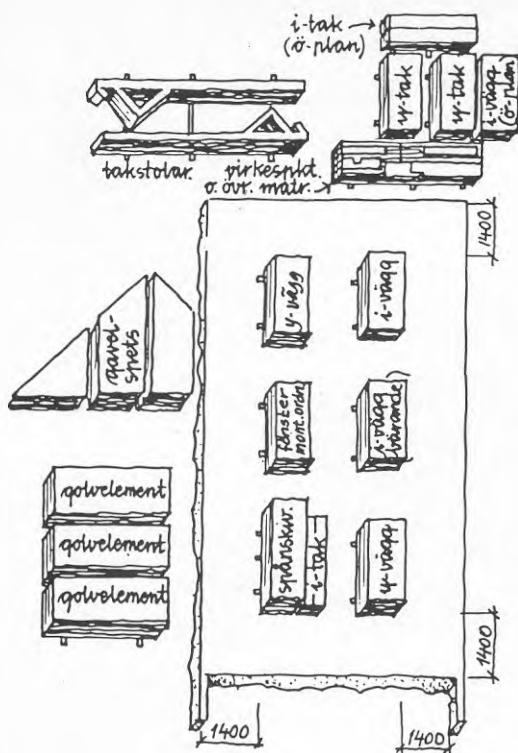 i-tak
(ö-plan)
y-tak
y-tak
i-vägg
(ö-plan)
takstolar.
virkespkt.
o. övr. matr.
1400
y-vägg
i-vägg
gavel-
spets
fönster
mont.ordn
i-vägg
(bärande)
golvelement
golvelement
golvelement
spånskiv.
i-tak
y-vägg
1400
1400
1400